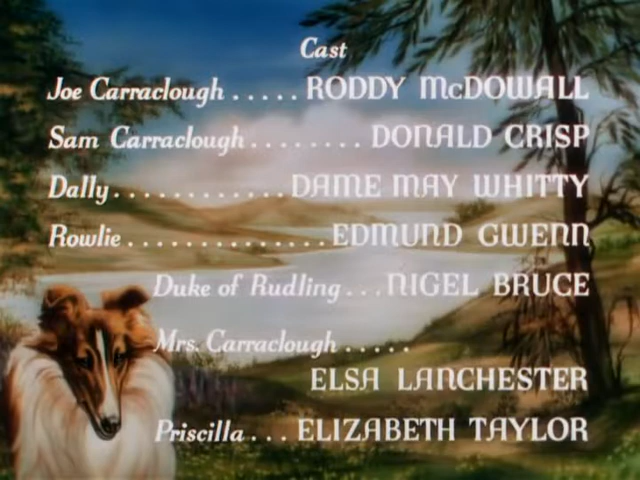 Cast
Joe Carraclough ..... RODDY McDOWALL
Sam Carraclough ........ DONALD CRISP
Dally ............. DAME MAY WHITTY
Rowlie ............... EDMUND GWENN
Duke of Rudling ... NIGEL BRUCE
Mrs. Carraclough .....
ELSA LANCHESTER
Priscilla ... ELIZABETH TAYLOR